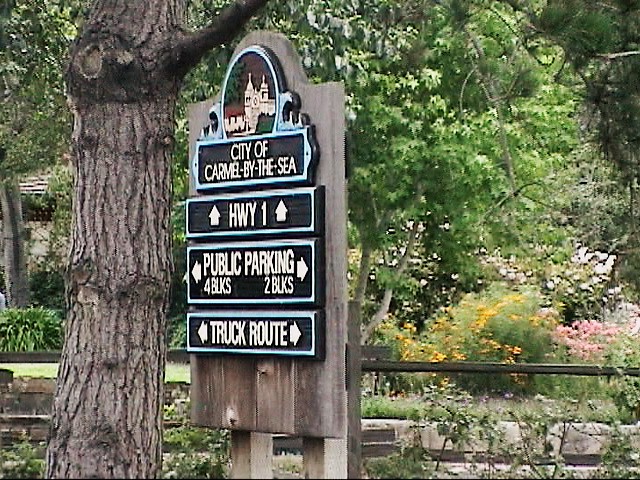 CITY OF
CARMEL-BY-THE-SEA
HWY 1
PUBLIC PARKING
4 BLKS 2 BLKS
TRUCK ROUTE